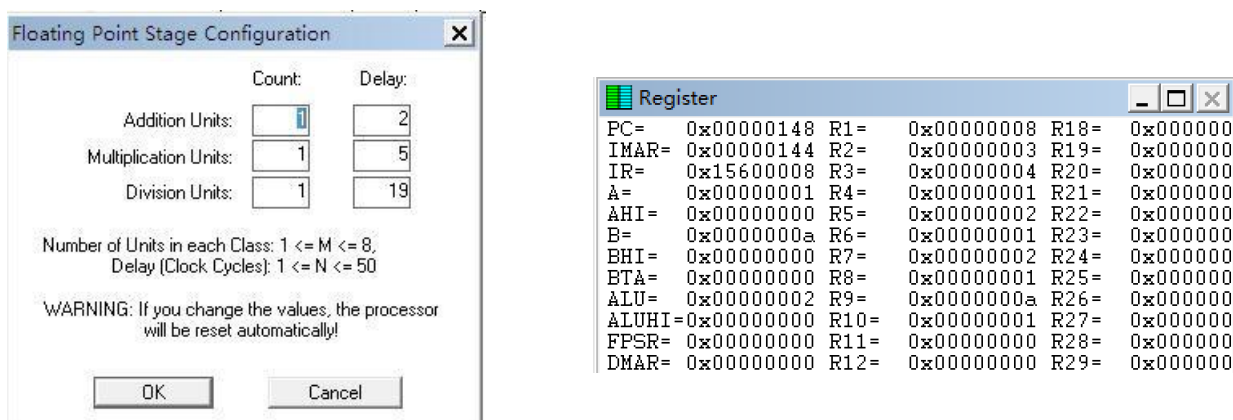 Floating Point Stage Configuration
Count: Delay:
Addition Units: 1 2
Multiplication Units: 1 5
Division Units: 1 19
Number of Units in each Class: 1 <= M <= 8,
Delay (Clock Cycles): 1 <= N <= 50
WARNING: If you change the values, the processor
will be reset automatically!
OK Cancel
Register
PC= 0x00000148 R1= 0x00000008 R18= 0x000000
IMAR= 0x00000144 R2= 0x00000003 R19= 0x000000
IR= 0x15600008 R3= 0x00000004 R20= 0x000000
A= 0x00000001 R4= 0x00000001 R21= 0x000000
AHI= 0x00000000 R5= 0x00000002 R22= 0x000000
B= 0x0000000a R6= 0x00000001 R23= 0x000000
BHI= 0x00000000 R7= 0x00000002 R24= 0x000000
BTA= 0x00000000 R8= 0x00000001 R25= 0x000000
ALU= 0x00000002 R9= 0x0000000a R26= 0x000000
ALUHI=0x00000000 R10= 0x00000001 R27= 0x000000
FPSR= 0x00000000 R11= 0x00000000 R28= 0x000000
DMAR= 0x00000000 R12= 0x00000000 R29= 0x000000